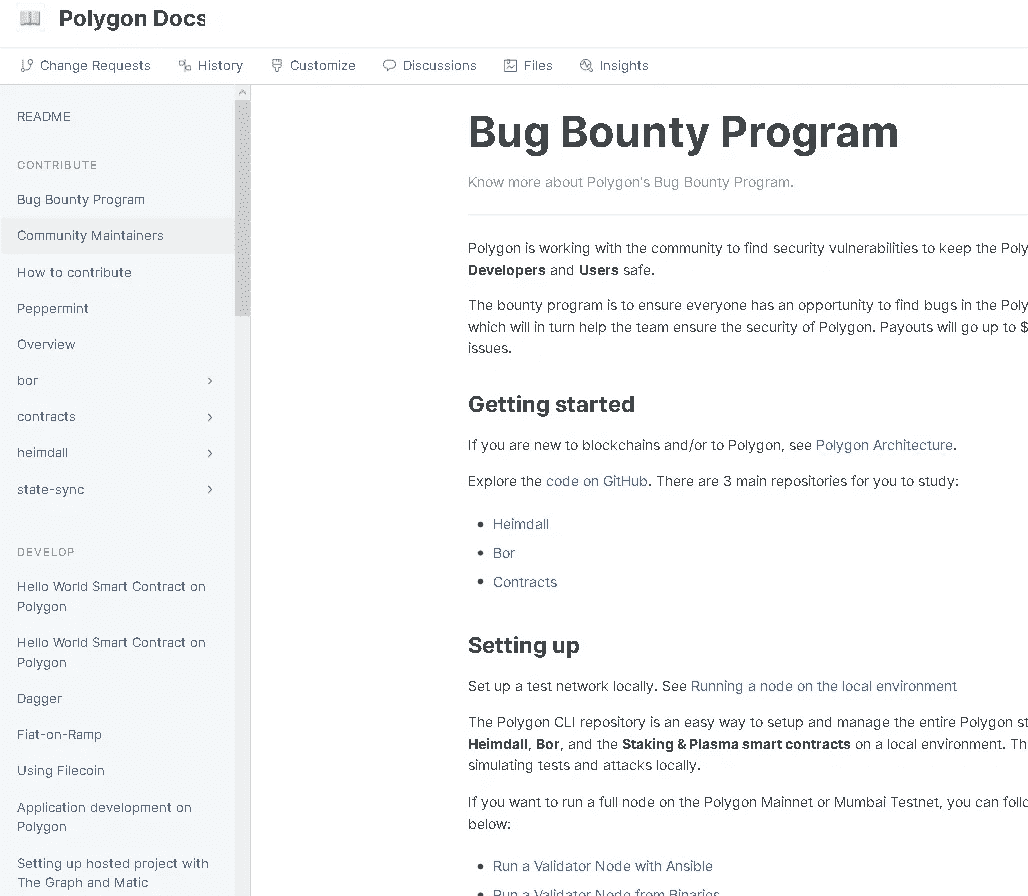 Polygon Docs
Change Requests
History
Customize
Discussions
Files
Insights
README
CONTRIBUTE
Bug Bounty Program
Community Maintainers
How to contribute
Peppermint
Overview
bor
contracts
heimdall
state-sync
DEVELOP
Hello World Smart Contract on
Polygon
Hello World Smart Contract on
Polygon
Dagger
Fiat-on-Ramp
Using Filecoin
Application development on
Polygon
Setting up hosted project with
The Graph and Matic
Bug Bounty Program
Know more about Polygon's Bug Bounty Program.
Polygon is working with the community to find security vulnerabilities to keep the Poly
Developers and Users safe.
The bounty program is to ensure everyone has an opportunity to find bugs in the Poly
which will in turn help the team ensure the security of Polygon. Payouts will go up to $
issues.
Getting started
If you are new to blockchains and/or to Polygon, see Polygon Architecture.
Explore the code on GitHub. There are 3 main repositories for you to study:
• Heimdall
• Bor
• Contracts
Setting up
Set up a test network locally. See Running a node on the local environment
The Polygon CLI repository is an easy way to setup and manage the entire Polygon st
Heimdall, Bor, and the Staking & Plasma smart contracts on a local environment. Th
simulating tests and attacks locally.
If you want to run a full node on the Polygon Mainnet or Mumbai Testnet, you can follo
below:
• Run a Validator Node with Ansible
• Run a Validator Node from Binaries